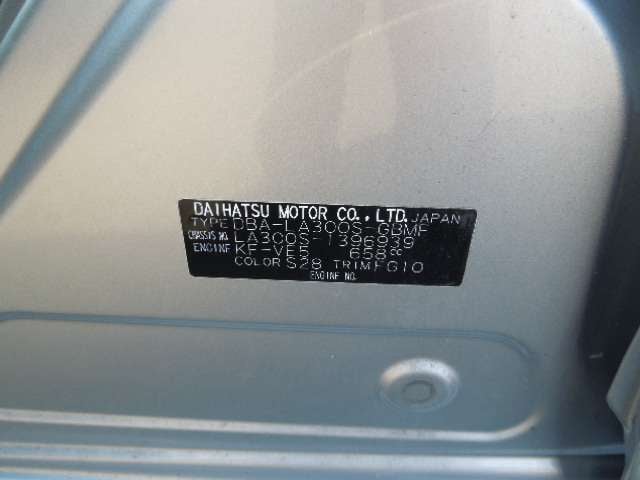 DAIHATSU MOTOR CO., LTD. JAPAN
TYPE DBA-LA300S-GBMF
CHASSIS NO. LA300S-1396939
ENGINE KF-VE5 658cc
COLOR S28 TRIM FG10
ENGINE NO.